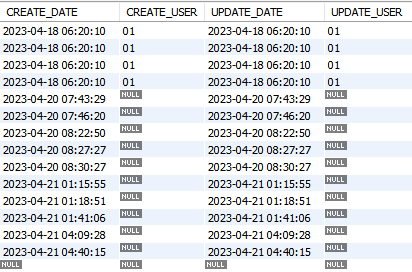 CREATE_DATE CREATE_USER UPDATE_DATE UPDATE_USER
2023-04-18 06:20:10 01 2023-04-18 06:20:10 01
2023-04-18 06:20:10 01 2023-04-18 06:20:10 01
2023-04-18 06:20:10 01 2023-04-18 06:20:10 01
2023-04-18 06:20:10 01 2023-04-18 06:20:10 01
2023-04-20 07:43:29 NULL 2023-04-20 07:43:29 NULL
2023-04-20 07:46:20 NULL 2023-04-20 07:46:20 NULL
2023-04-20 08:22:50 NULL 2023-04-20 08:22:50 NULL
2023-04-20 08:27:27 NULL 2023-04-20 08:27:27 NULL
2023-04-20 08:30:27 NULL 2023-04-20 08:30:27 NULL
2023-04-21 01:15:55 NULL 2023-04-21 01:15:55 NULL
2023-04-21 01:18:51 NULL 2023-04-21 01:18:51 NULL
2023-04-21 01:41:06 NULL 2023-04-21 01:41:06 NULL
2023-04-21 04:09:28 NULL 2023-04-21 04:09:28 NULL
2023-04-21 04:40:15 NULL 2023-04-21 04:40:15 NULL
NULL NULL NULL NULL